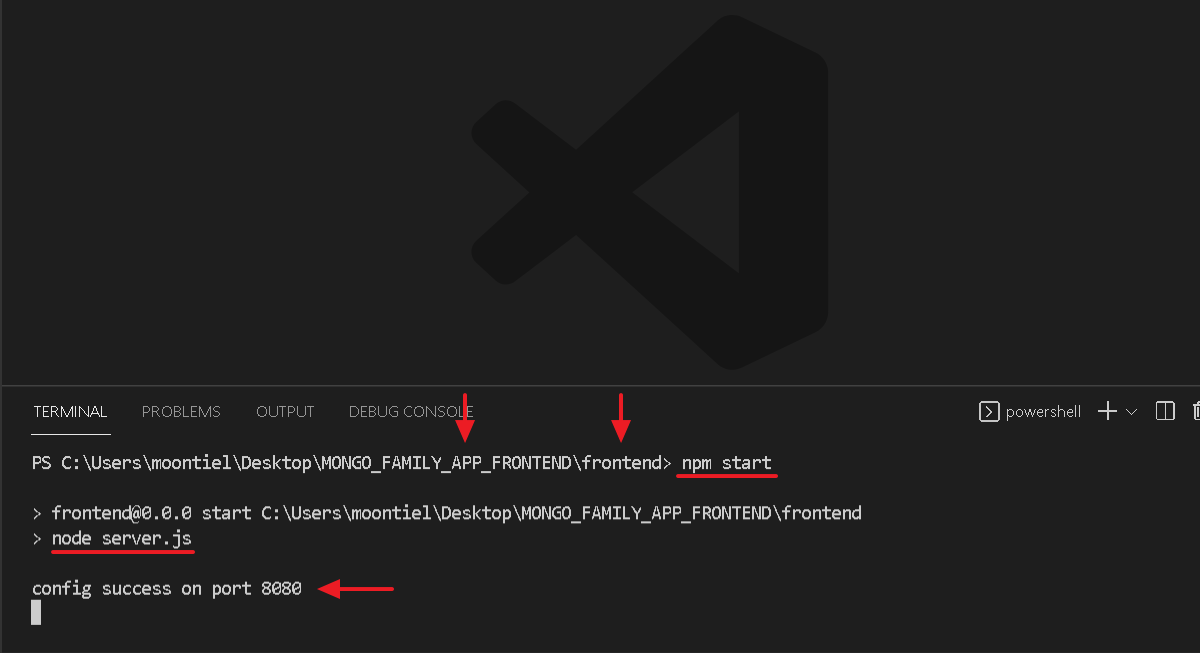 TERMINAL PROBLEMS OUTPUT DEBUG CONSOLE powershell
PS C:\Users\moontiel\Desktop\MONGO_FAMILY_APP_FRONTEND\frontend> npm start
> frontend@0.0.0 start C:\Users\moontiel\Desktop\MONGO_FAMILY_APP_FRONTEND\frontend
> node server.js
config success on port 8080